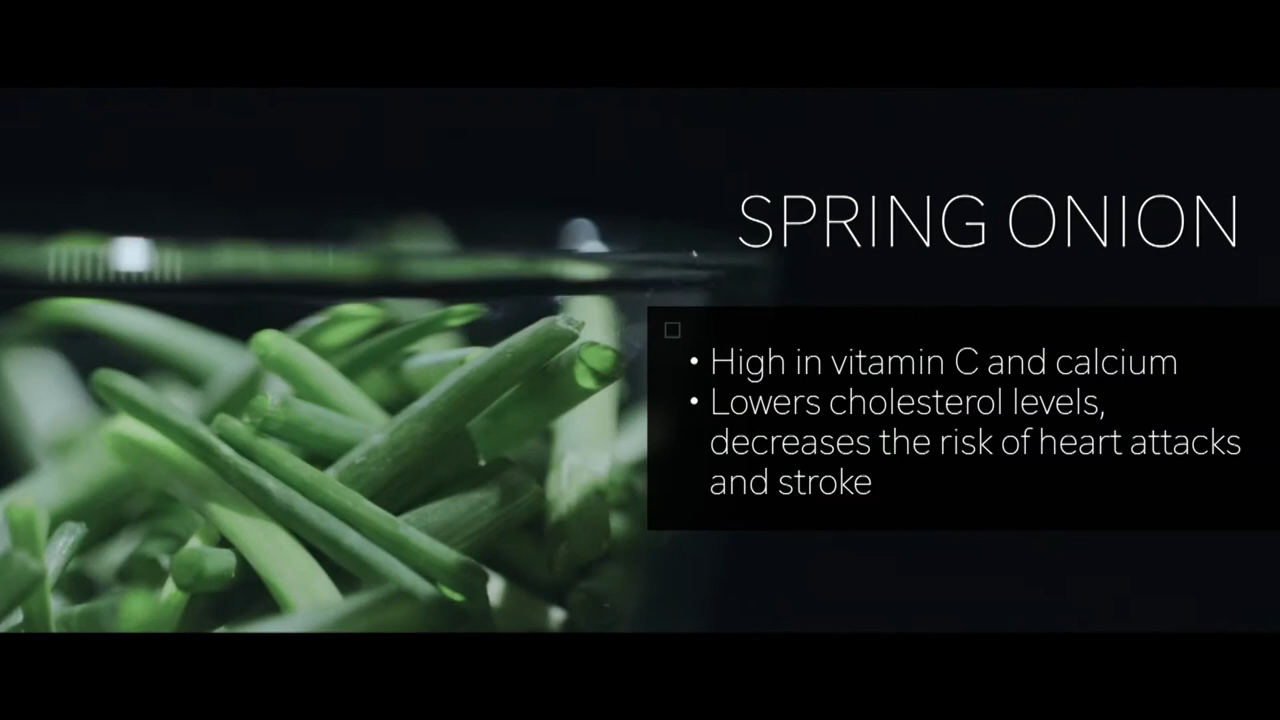 SPRING ONION
• High in vitamin C and calcium
• Lowers cholesterol levels,
decreases the risk of heart attacks
and stroke